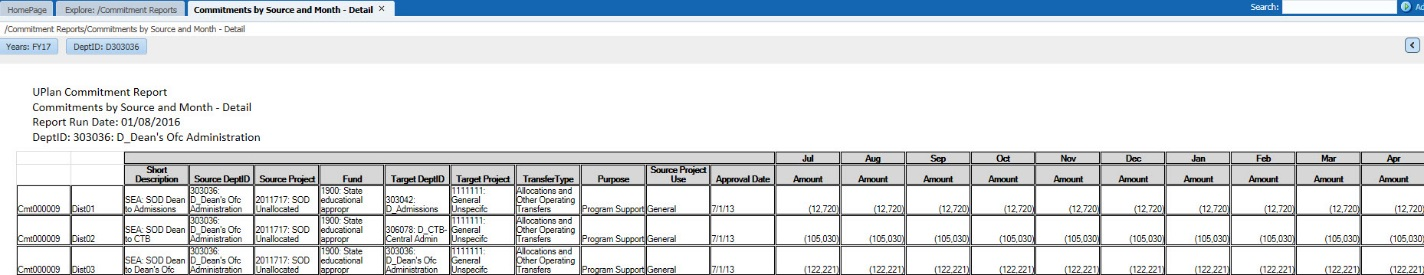 HomePage Explore: /Commitment Reports Commitments by Source and Month - Detail × Search: Ad
/Commitment Reports/Commitments by Source and Month - Detail
Years: FY17 DeptID: D303036
UPlan Commitment Report
Commitments by Source and Month - Detail
Report Run Date: 01/08/2016
DeptID: 303036: D_Dean's Ofc Administration
Jul Aug Sep Oct Nov Dec Jan Feb Mar Apr
Short Description Source DeptID Source Project Fund Target DeptID Target Project TransferType Purpose Source Project Use Approval Date Amount Amount Amount Amount Amount Amount Amount Amount Amount Amount
Cmt000009 Dist01 SEA: SOD Dean to Admissions 303036: D_Dean's Ofc Administration 2011717: SOD Unallocated 1900: State educational appropr 303042: D_Admissions 1111111: General Unspecifc Allocations and Other Operating Transfers Program Support General 7/1/13 (12,720) (12,720) (12,720) (12,720) (12,720) (12,720) (12,720) (12,720) (12,720) (12,720)
Cmt000009 Dist02 SEA: SOD Dean to CTB 303036: D_Dean's Ofc Administration 2011717: SOD Unallocated 1900: State educational appropr 306078: D_CTB-Central Admin 1111111: General Unspecifc Allocations and Other Operating Transfers Program Support General 7/1/13 (105,030) (105,030) (105,030) (105,030) (105,030) (105,030) (105,030) (105,030) (105,030) (105,030)
Cmt000009 Dist03 SEA: SOD Dean to Dean's Ofc 303036: D_Dean's Ofc Administration 2011717: SOD Unallocated 1900: State educational appropr 303036: D_Dean's Ofc Administration 1111111: General Unspecifc Allocations and Other Operating Transfers Program Support General 7/1/13 (122,221) (122,221) (122,221) (122,221) (122,221) (122,221) (122,221) (122,221) (122,221) (122,221)